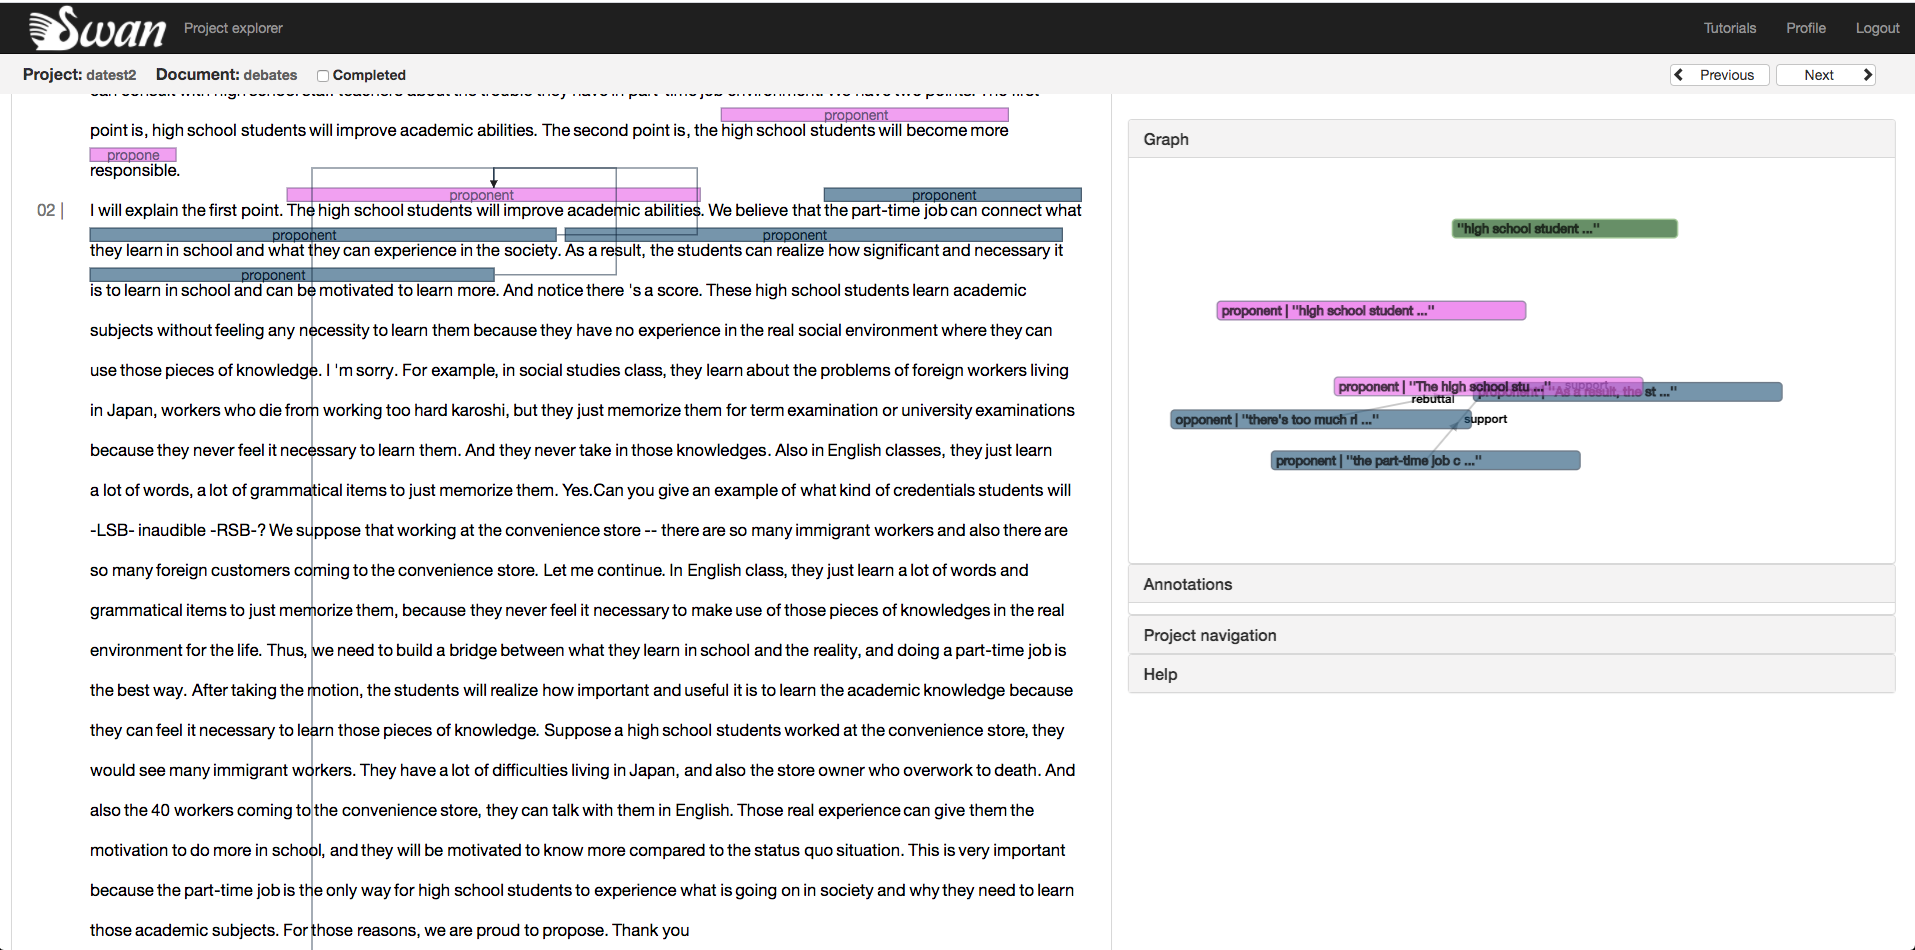 Swan Project explorer Tutorials Profile Logout
Project: datest2 Document: debates Completed Previous Next
can consult with high school staff teachers about the trouble they have in part-time job environment. We have two points. The first
proponent
point is, high school students will improve academic abilities. The second point is, the high school students will become more
propone
responsible.
proponent proponent
02 | I will explain the first point. The high school students will improve academic abilities. We believe that the part-time job can connect what
proponent proponent
they learn in school and what they can experience in the society. As a result, the students can realize how significant and necessary it
proponent
is to learn in school and can be motivated to learn more. And notice there 's a score. These high school students learn academic
subjects without feeling any necessity to learn them because they have no experience in the real social environment where they can
use those pieces of knowledge. I 'm sorry. For example, in social studies class, they learn about the problems of foreign workers living
in Japan, workers who die from working too hard karoshi, but they just memorize them for term examination or university examinations
because they never feel it necessary to learn them. And they never take in those knowledges. Also in English classes, they just learn
a lot of words, a lot of grammatical items to just memorize them. Yes.Can you give an example of what kind of credentials students will
-LSB- inaudible -RSB-? We suppose that working at the convenience store -- there are so many immigrant workers and also there are
so many foreign customers coming to the convenience store. Let me continue. In English class, they just learn a lot of words and
grammatical items to just memorize them, because they never feel it necessary to make use of those pieces of knowledges in the real
environment for the life. Thus, we need to build a bridge between what they learn in school and the reality, and doing a part-time job is
the best way. After taking the motion, the students will realize how important and useful it is to learn the academic knowledge because
they can feel it necessary to learn those pieces of knowledge. Suppose a high school students worked at the convenience store, they
would see many immigrant workers. They have a lot of difficulties living in Japan, and also the store owner who overwork to death. And
also the 40 workers coming to the convenience store, they can talk with them in English. Those real experience can give them the
motivation to do more in school, and they will be motivated to know more compared to the status quo situation. This is very important
because the part-time job is the only way for high school students to experience what is going on in society and why they need to learn
those academic subjects. For those reasons, we are proud to propose. Thank you
Graph
"high school student ..."
proponent | "high school student ..."
proponent | "The high school stu ..." support
proponent | "As a result, the st ..."
rebuttal
opponent | "there's too much ri ..." support
proponent | "the part-time job c ..."
Annotations
Project navigation
Help